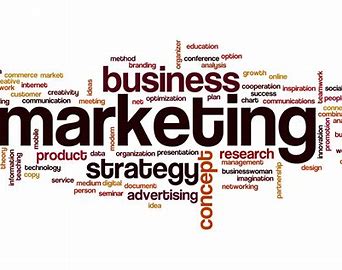 education
organizer
method
conference
option
branding
analysis
commerce
market
ideas
business
growth
online
creative
customer
creativity
cooperation
inspiration
internet
communication
meeting
net
optimization
plan
success
chart
communications
people
teamwork
marketing
mobile
modern
innovation
promotion
product
data
organization
presentation
research
theory
information
teaching
technology
copy
strategy
concept
management
businesswoman
imagination
networking
partnership
design
service
medium
digital
document
person
seminar
advertising
idea